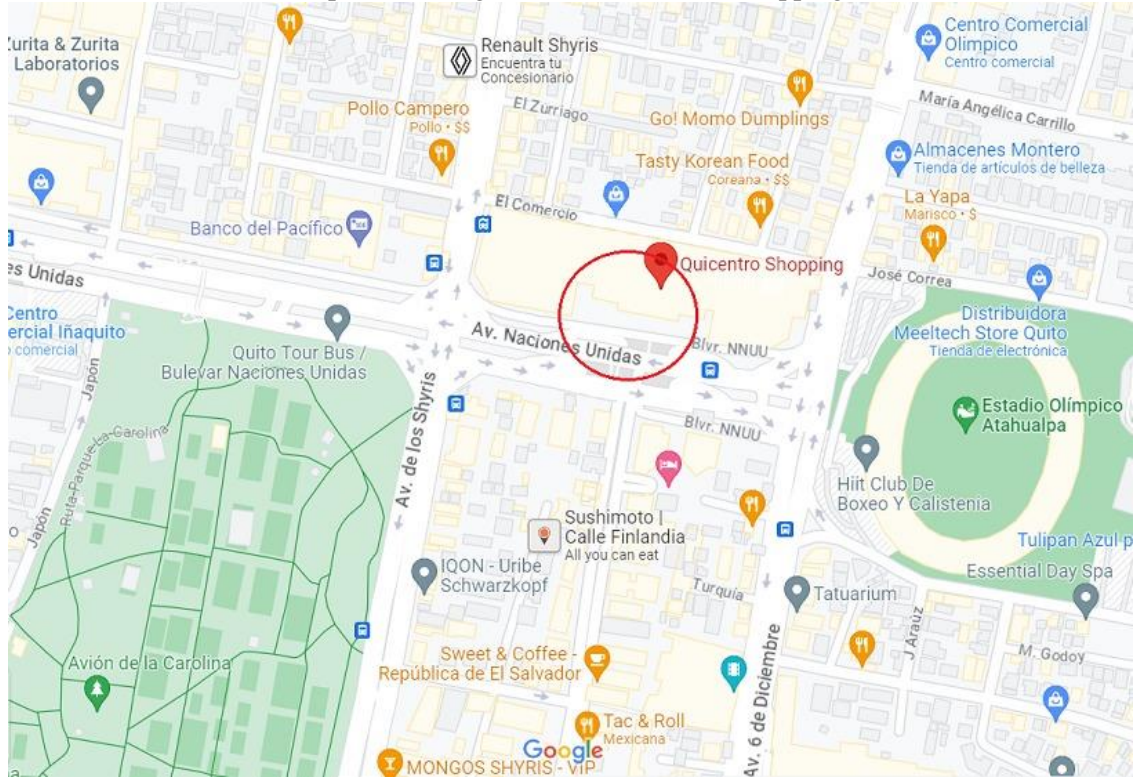 Zurita & Zurita
Laboratorios
Renault Shyris
Encuentra tu
Concesionario
Centro Comercial
Olimpico
Centro comercial
Pollo Campero
Pollo • $$
El Zurriago
Go! Momo Dumplings
María Angélica Carrillo
Tasty Korean Food
Coreana • $$
Almacenes Montero
Tienda de artículos de belleza
La Yapa
Marisco • $
Banco del Pacífico
El Comercio
Quicentro Shopping
José Correa
es Unidas
Centro
ercial Iñaquito
o comercial
Quito Tour Bus /
Bulevar Naciones Unidas
Av. Naciones Unidas
Blvr. NNUU
Distribuidora
Meeltech Store Quito
Tienda de electrónica
Japón
Ruta-Parque-La-Carolina
Av. de los Shyris
Blvr. NNUU
Estadio Olímpico
Atahualpa
Hiit Club De
Boxeo Y Calistenia
Japón
o
Sushimoto |
Calle Finlandia
All you can eat
Tulipan Azul p
IQON - Uribe
Schwarzkopf
Turquía
Tatuarium
Essential Day Spa
J Araúz
Avión de la Carolina
Sweet & Coffee -
República de El Salvador
Av. 6 de Diciembre
M. Godoy
Tac & Roll
Mexicana
Google
MONGOS SHYRIS - VIP
a